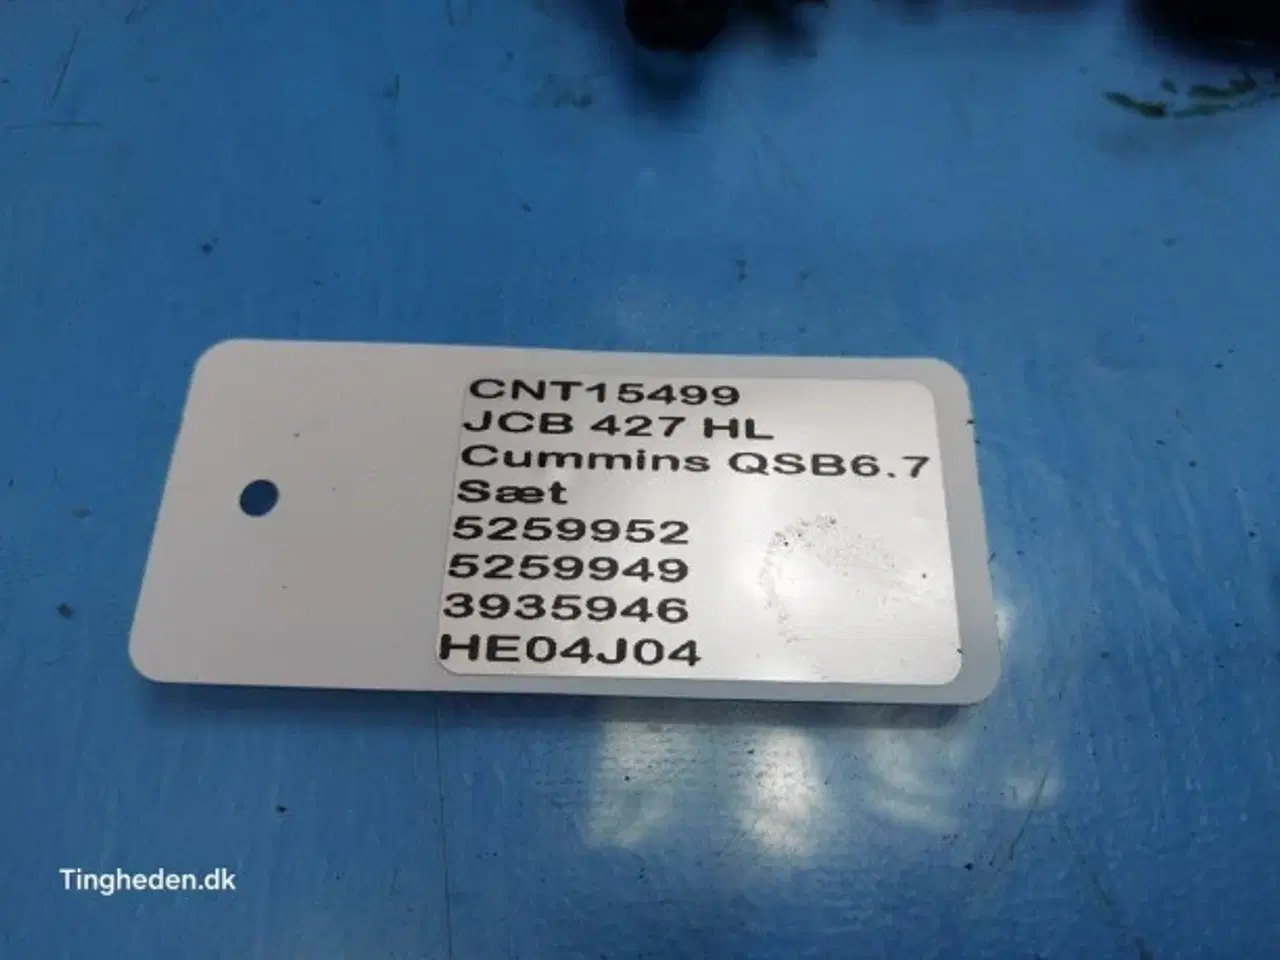 CNT15499
JCB 427 HL
Cummins QSB6.7
Sæt
5259952
5259949
3935946
HE04J04
Tingheden.dk